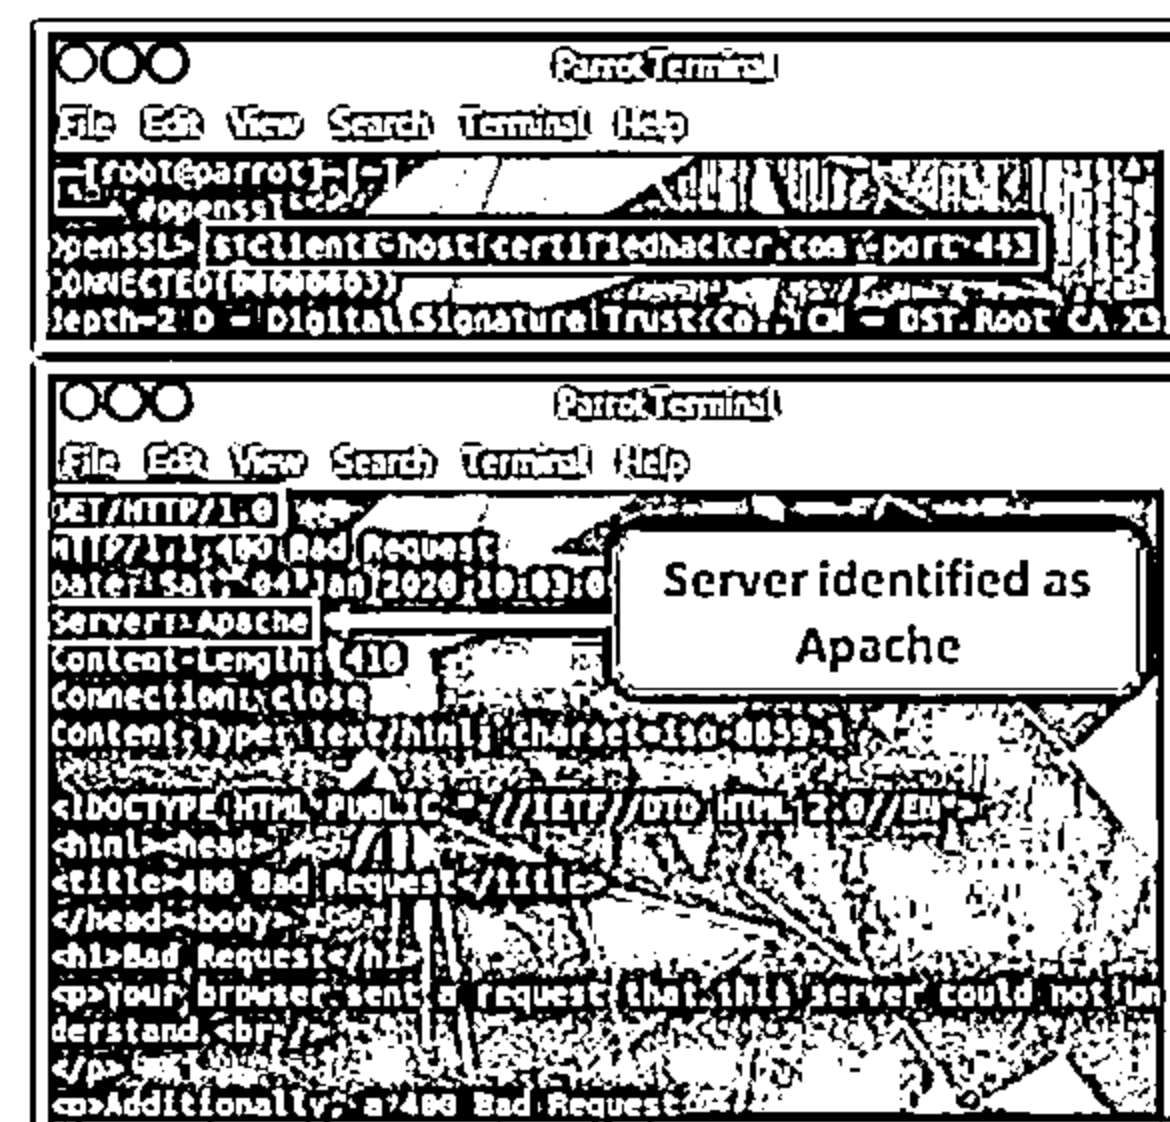 Parrot Terminal
File Edit View Search Terminal Help
[root@parrot]-[~]
#openssl
OpenSSL> s_client -host certifiedhacker.com -port 443
CONNECTED(00000003)
depth=2 O = Digital Signature Trust Co., CN = DST Root CA X3
Parrot Terminal
File Edit View Search Terminal Help
GET/HTTP/1.0
HTTP/1.1 400 Bad Request
Date: Sat, 04 Jan 2020 10:03:0
Server: Apache
Server identified as
Apache
Content-Length: 410
Connection: close
Content-Type: text/html; charset=iso-8859-1
<!DOCTYPE HTML PUBLIC "-//IETF//DTD HTML 2.0//EN">
<html><head>
<title>400 Bad Request</title>
</head><body>
<h1>Bad Request</h1>
<p>Your browser sent a request that this server could not un
derstand.<br />
</p>
<p>Additionally, a 400 Bad Request